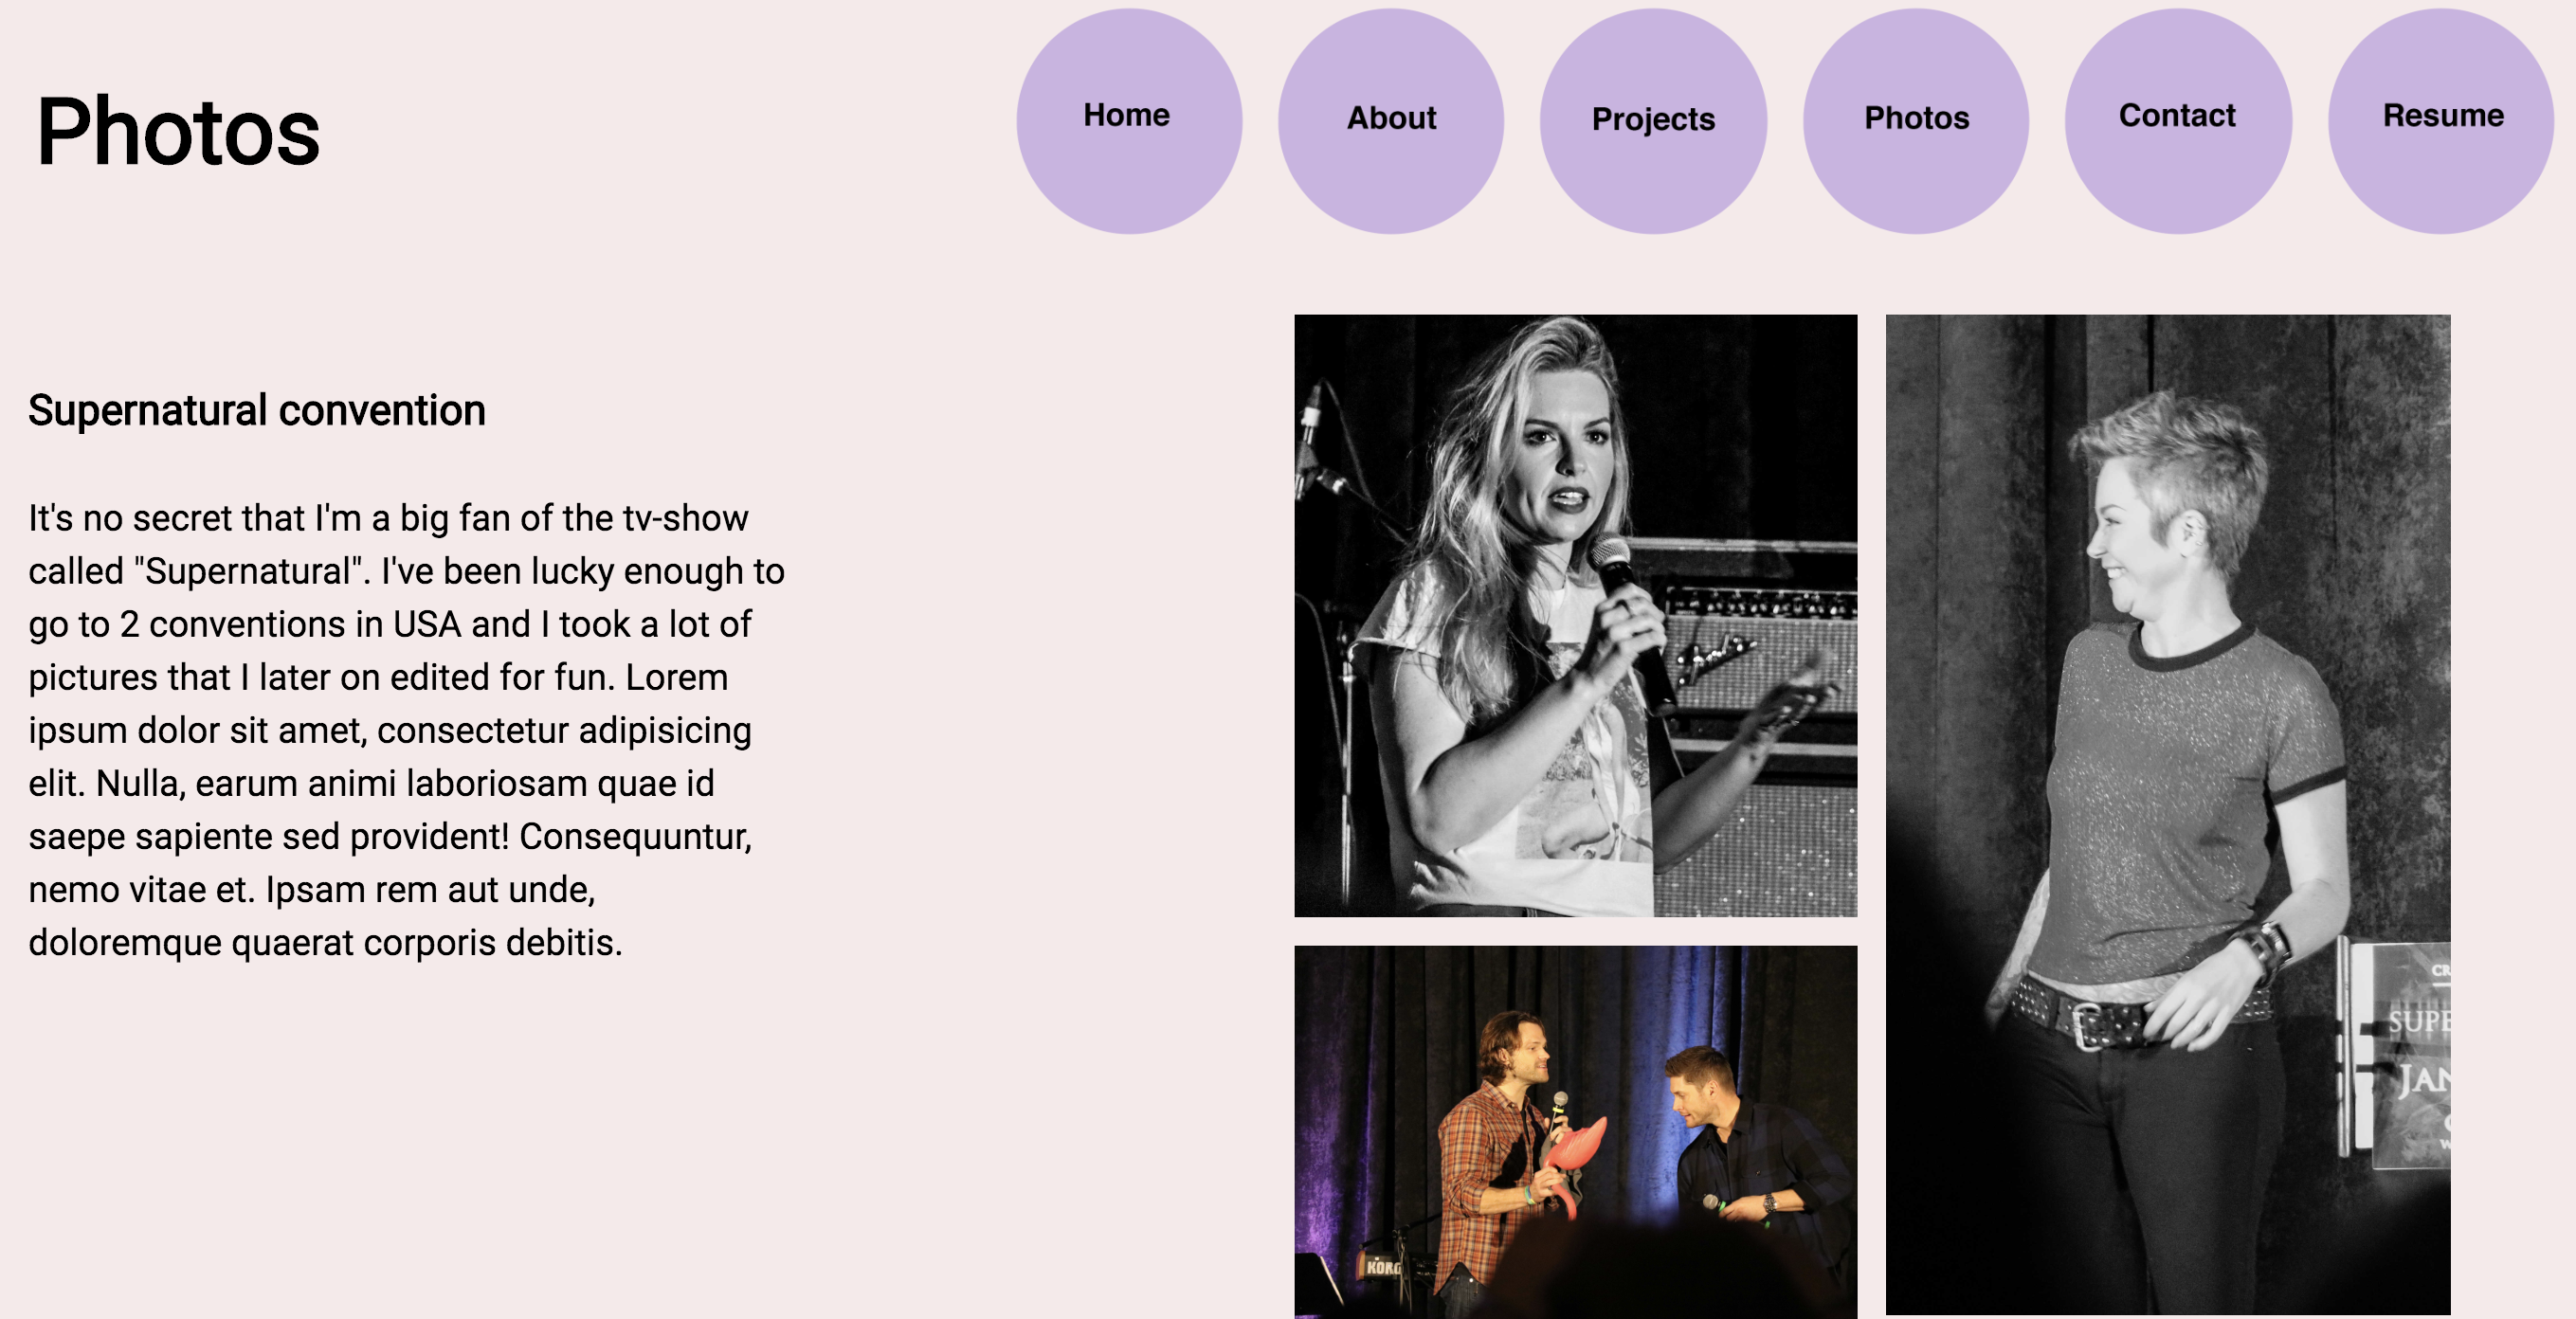 Photos
Home
About
Projects
Photos
Contact
Resume
Supernatural convention
It's no secret that I'm a big fan of the tv-show
called "Supernatural". I've been lucky enough to
go to 2 conventions in USA and I took a lot of
pictures that I later on edited for fun. Lorem
ipsum dolor sit amet, consectetur adipisicing
elit. Nulla, earum animi laboriosam quae id
saepe sapiente sed provident! Consequuntur,
nemo vitae et. Ipsam rem aut unde,
doloremque quaerat corporis debitis.
CR
SUPE
JAN
KORG